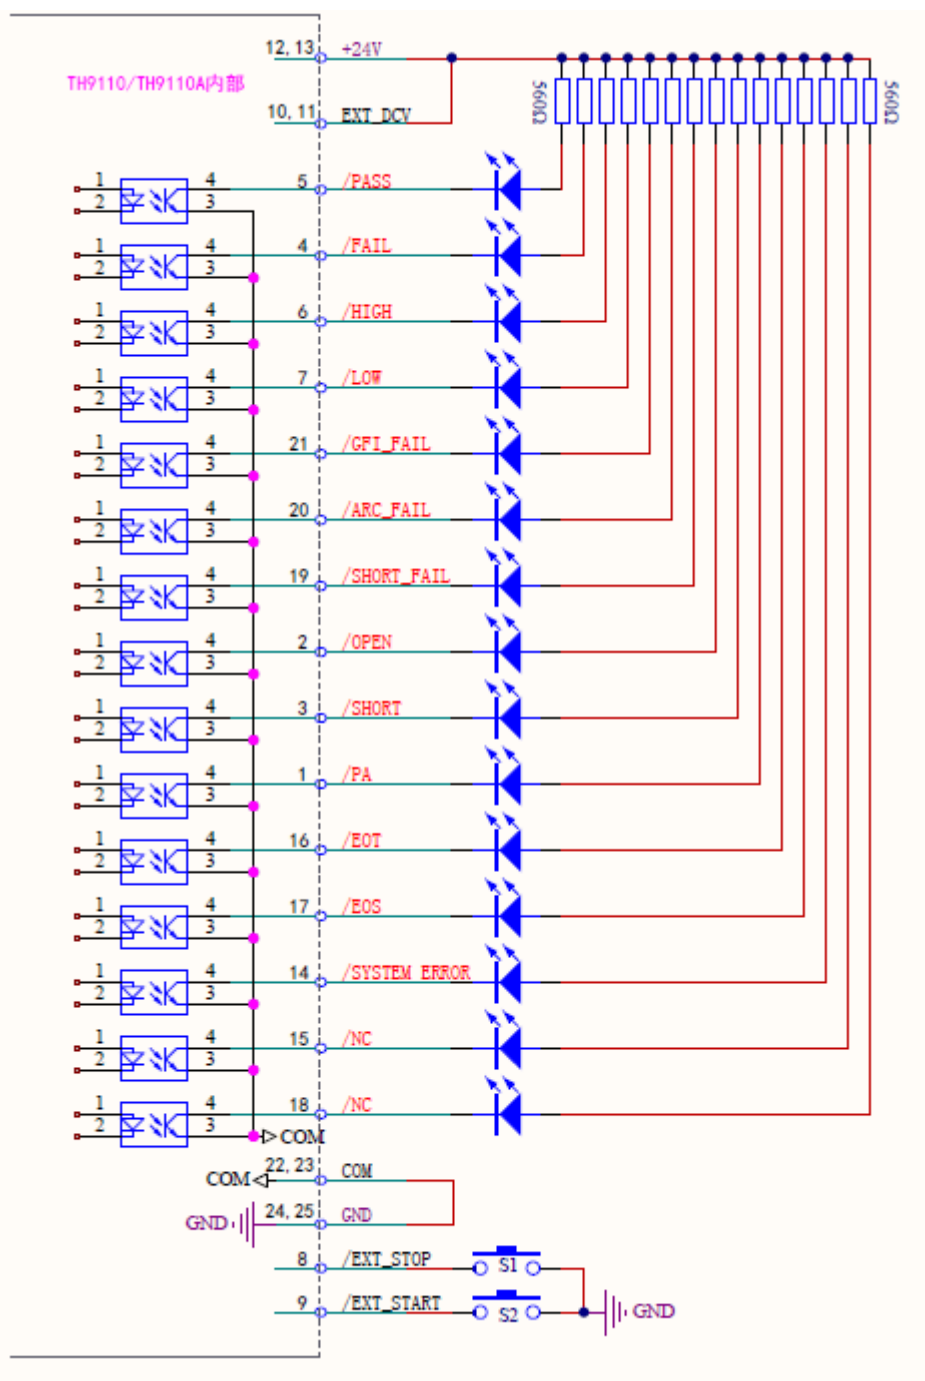 12, 13 +24V
TH9110/TH9110A内部
10, 11 EXT_DCV
560Ω 560Ω
1 4 5 /PASS
2 3
1 4 4 /FAIL
2 3
1 4 6 /HIGH
2 3
1 4 7 /LOW
2 3
1 4 21 /GFI_FAIL
2 3
1 4 20 /ARC_FAIL
2 3
1 4 19 /SHORT_FAIL
2 3
1 4 2 /OPEN
2 3
1 4 3 /SHORT
2 3
1 4 1 /PA
2 3
1 4 16 /EOT
2 3
1 4 17 /EOS
2 3
1 4 14 /SYSTEM ERROR
2 3
1 4 15 /NC
2 3
1 4 18 /NC
2 3 COM
COM 22, 23 COM
GND 24, 25 GND
8 /EXT_STOP S1
9 /EXT_START S2 GND